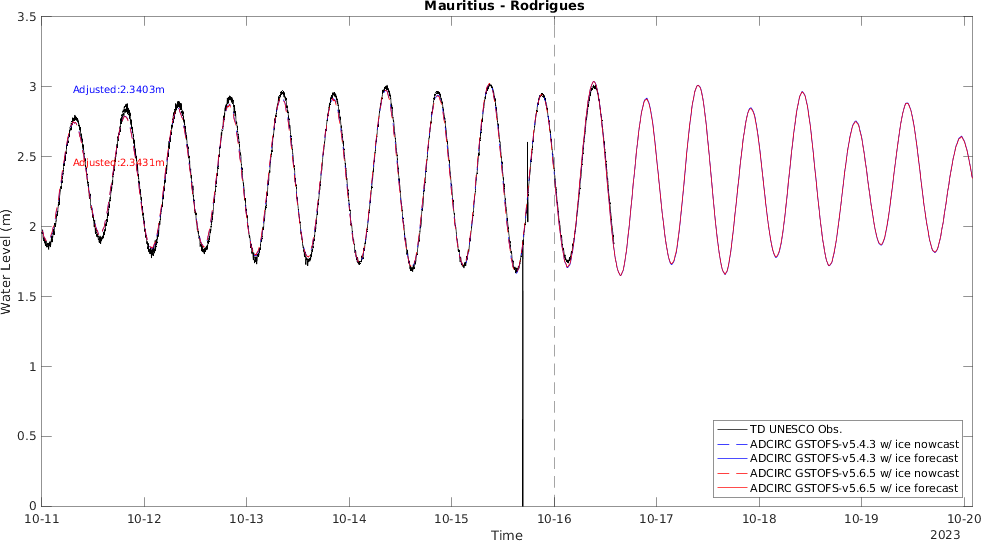 Mauritius - Rodrigues
3.5
3
2.5
2
1.5
1
0.5
0
Water Level (m)
Adjusted:2.3403m
Adjusted:2.3431m
TD UNESCO Obs.
ADCIRC GSTOFS-v5.4.3 w/ ice nowcast
ADCIRC GSTOFS-v5.4.3 w/ ice forecast
ADCIRC GSTOFS-v5.6.5 w/ ice nowcast
ADCIRC GSTOFS-v5.6.5 w/ ice forecast
10-11 10-12 10-13 10-14 10-15 10-16 10-17 10-18 10-19 10-20
Time
2023